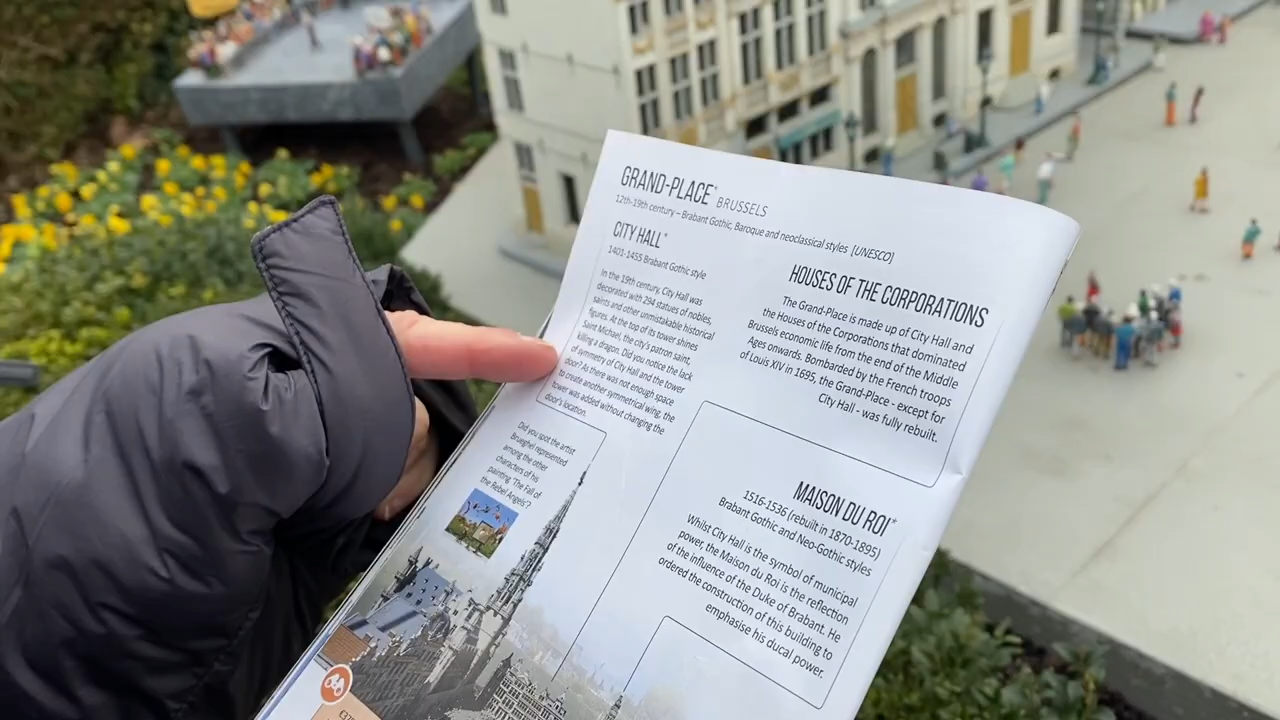 GRAND-PLACE* BRUSSELS
12th-19th century – Brabant Gothic, Baroque and neoclassical styles [UNESCO]
CITY HALL*
1401-1455 Brabant Gothic style
In the 19th century, City Hall was
decorated with 294 statues of nobles,
saints and other unmistakable historical
figures. At the top of its tower shines
Saint Michael, the city's patron saint,
killing a dragon. Did you notice the lack
of symmetry of City Hall and the tower
door? As there was not enough space
to create another symmetrical wing, the
tower was added without changing the
door's location.
Did you spot the artist
Brueghel represented
among the other
characters of his
painting 'The Fall of
the Rebel Angels'?
HOUSES OF THE CORPORATIONS
The Grand-Place is made up of City Hall and
the Houses of the Corporations that dominated
Brussels economic life from the end of the Middle
Ages onwards. Bombarded by the French troops
of Louis XIV in 1695, the Grand-Place - except for
City Hall - was fully rebuilt.
MAISON DU ROI*
1516-1536 (rebuilt in 1870-1895)
Brabant Gothic and Neo-Gothic styles
Whilst City Hall is the symbol of municipal
power, the Maison du Roi is the reflection
of the influence of the Duke of Brabant. He
ordered the construction of this building to
emphasise his ducal power.